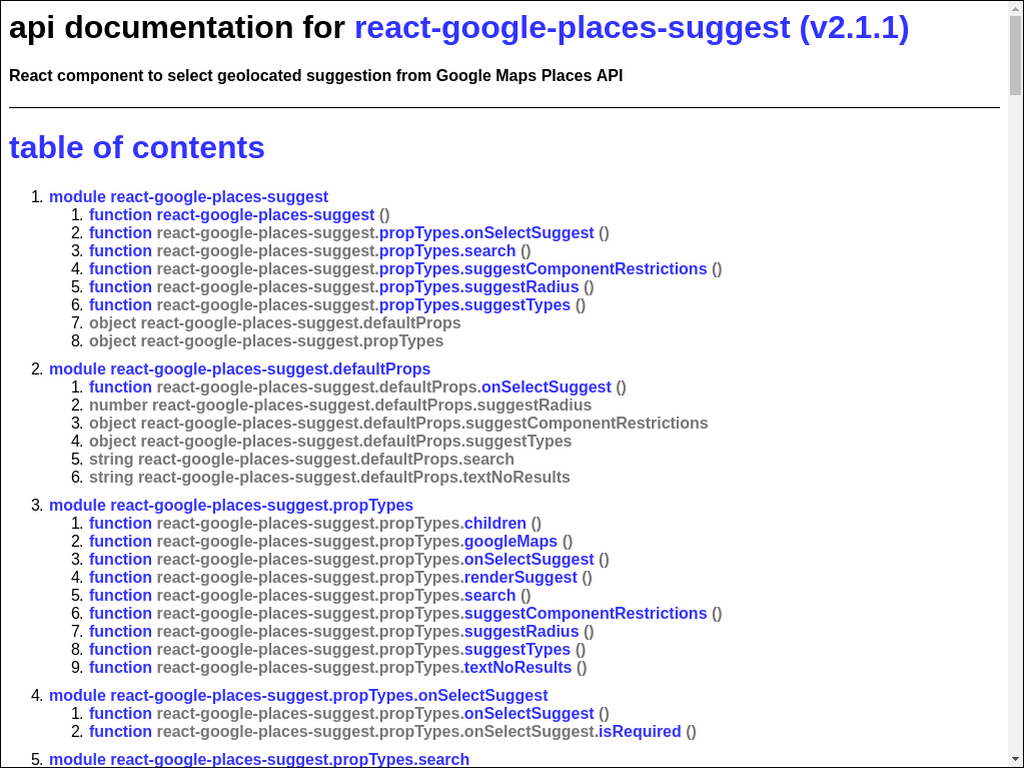 api documentation for react-google-places-suggest (v2.1.1)
React component to select geolocated suggestion from Google Maps Places API
table of contents
1. module react-google-places-suggest
1. function react-google-places-suggest ()
2. function react-google-places-suggest.propTypes.onSelectSuggest ()
3. function react-google-places-suggest.propTypes.search ()
4. function react-google-places-suggest.propTypes.suggestComponentRestrictions ()
5. function react-google-places-suggest.propTypes.suggestRadius ()
6. function react-google-places-suggest.propTypes.suggestTypes ()
7. object react-google-places-suggest.defaultProps
8. object react-google-places-suggest.propTypes
2. module react-google-places-suggest.defaultProps
1. function react-google-places-suggest.defaultProps.onSelectSuggest ()
2. number react-google-places-suggest.defaultProps.suggestRadius
3. object react-google-places-suggest.defaultProps.suggestComponentRestrictions
4. object react-google-places-suggest.defaultProps.suggestTypes
5. string react-google-places-suggest.defaultProps.search
6. string react-google-places-suggest.defaultProps.textNoResults
3. module react-google-places-suggest.propTypes
1. function react-google-places-suggest.propTypes.children ()
2. function react-google-places-suggest.propTypes.googleMaps ()
3. function react-google-places-suggest.propTypes.onSelectSuggest ()
4. function react-google-places-suggest.propTypes.renderSuggest ()
5. function react-google-places-suggest.propTypes.search ()
6. function react-google-places-suggest.propTypes.suggestComponentRestrictions ()
7. function react-google-places-suggest.propTypes.suggestRadius ()
8. function react-google-places-suggest.propTypes.suggestTypes ()
9. function react-google-places-suggest.propTypes.textNoResults ()
4. module react-google-places-suggest.propTypes.onSelectSuggest
1. function react-google-places-suggest.propTypes.onSelectSuggest ()
2. function react-google-places-suggest.propTypes.onSelectSuggest.isRequired ()
5. module react-google-places-suggest.propTypes.search